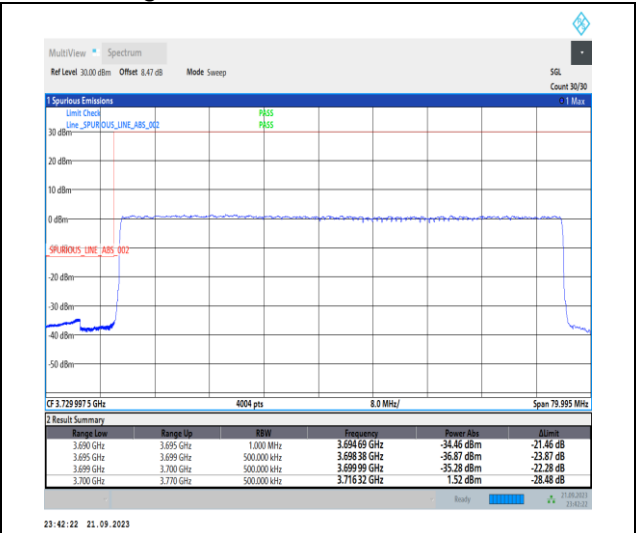 MultiView Spectrum
Ref Level 30.00 dBm Offset 8.47 dB Mode Sweep SGL
Count 30/30
1 Spurious Emissions 1 Max
Limit Check PASS
Line _SPURIOUS_LINE_ABS_002 PASS
30 dBm
20 dBm
10 dBm
0 dBm
_SPURIOUS_LINE_ABS_002
-20 dBm
-30 dBm
-40 dBm
-50 dBm
CF 3.729 997 5 GHz 4004 pts 8.0 MHz/ Span 79.995 MHz
2 Result Summary
Range Low Range Up RBW Frequency Power Abs ΔLimit
3.690 GHz 3.695 GHz 1.000 MHz 3.694 69 GHz -34.46 dBm -21.46 dB
3.695 GHz 3.699 GHz 500.000 kHz 3.698 38 GHz -36.87 dBm -23.87 dB
3.699 GHz 3.700 GHz 500.000 kHz 3.699 99 GHz -35.28 dBm -22.28 dB
3.700 GHz 3.770 GHz 500.000 kHz 3.716 32 GHz 1.52 dBm -28.48 dB
Ready 21.09.2023
23:42:22
23:42:22 21.09.2023